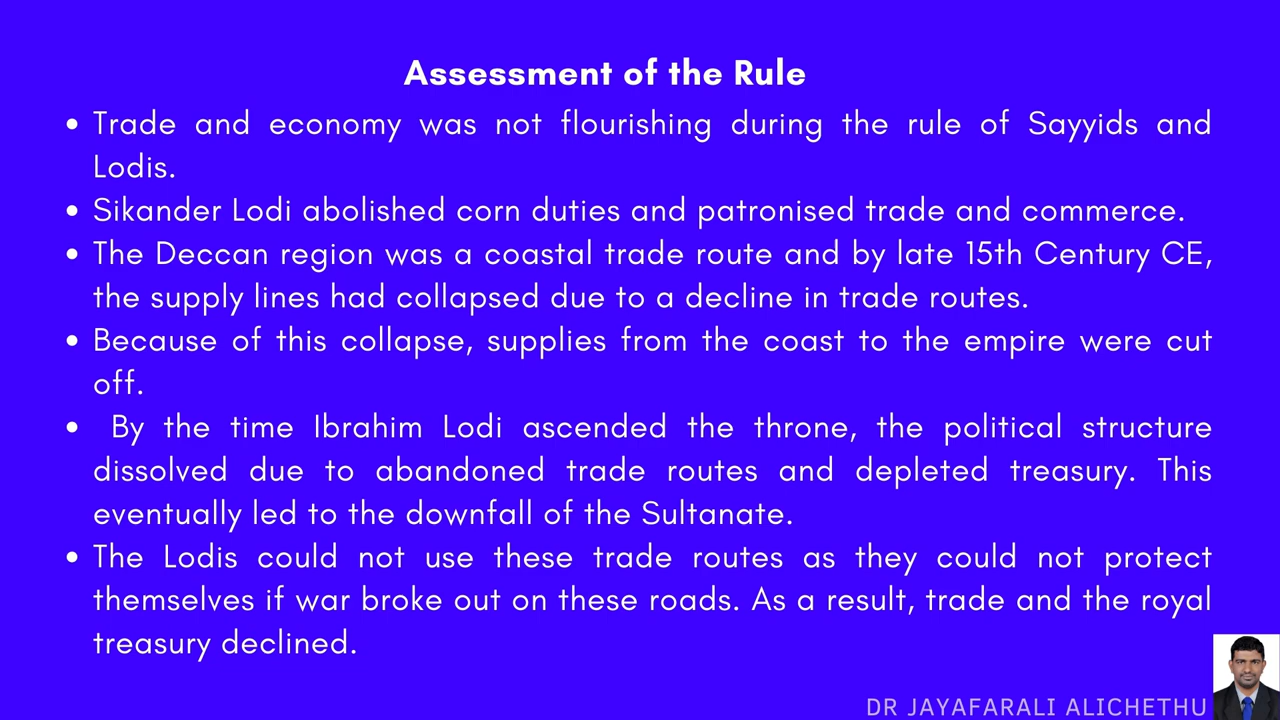 Assessment of the Rule
• Trade and economy was not flourishing during the rule of Sayyids and
Lodis.
• Sikander Lodi abolished corn duties and patronised trade and commerce.
• The Deccan region was a coastal trade route and by late 15th Century CE,
the supply lines had collapsed due to a decline in trade routes.
• Because of this collapse, supplies from the coast to the empire were cut
off.
• By the time Ibrahim Lodi ascended the throne, the political structure
dissolved due to abandoned trade routes and depleted treasury. This
eventually led to the downfall of the Sultanate.
• The Lodis could not use these trade routes as they could not protect
themselves if war broke out on these roads. As a result, trade and the royal
treasury declined.
DR JAYAFARALI ALICHETHU